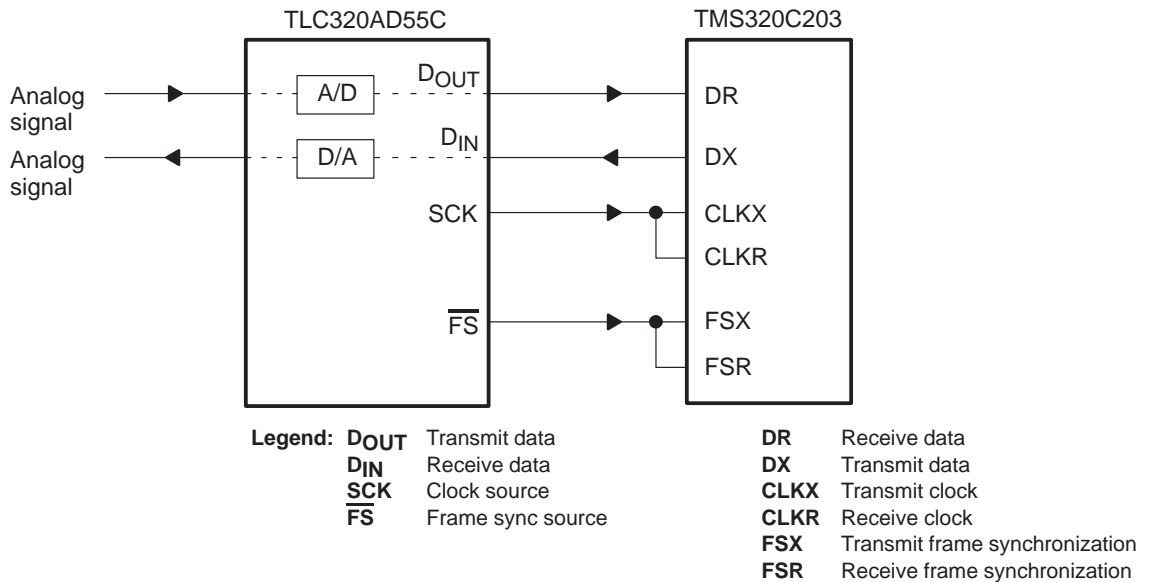 TLC320AD55C
TMS320C203
Analog
signal
A/D
DOUT
DR
Analog
signal
D/A
DIN
DX
SCK
CLKX
CLKR
FS
FSX
FSR
Legend: DOUT Transmit data
DIN Receive data
SCK Clock source
FS Frame sync source
DR Receive data
DX Transmit data
CLKX Transmit clock
CLKR Receive clock
FSX Transmit frame synchronization
FSR Receive frame synchronization